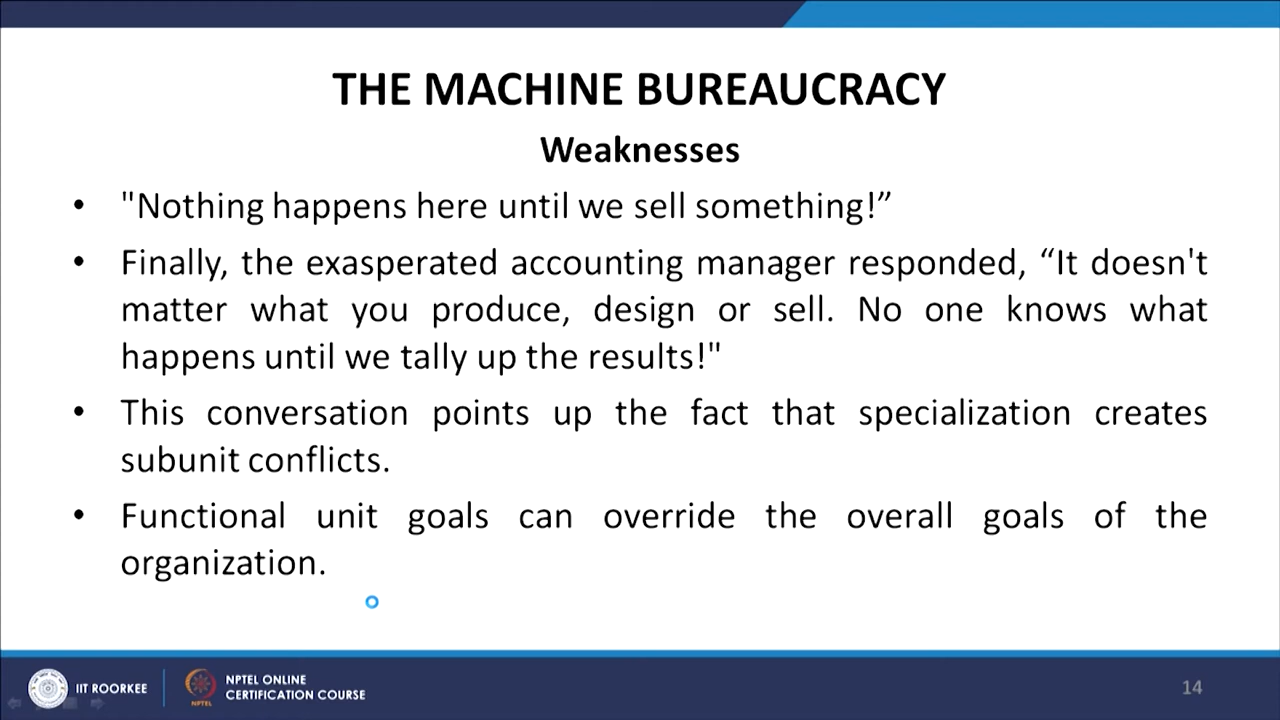 THE MACHINE BUREAUCRACY
Weaknesses
• "Nothing happens here until we sell something!”
• Finally, the exasperated accounting manager responded, “It doesn't
matter what you produce, design or sell. No one knows what
happens until we tally up the results!"
• This conversation points up the fact that specialization creates
subunit conflicts.
• Functional unit goals can override the overall goals of the
organization.
IIT ROORKEE
NPTEL
NPTEL ONLINE
CERTIFICATION COURSE
14